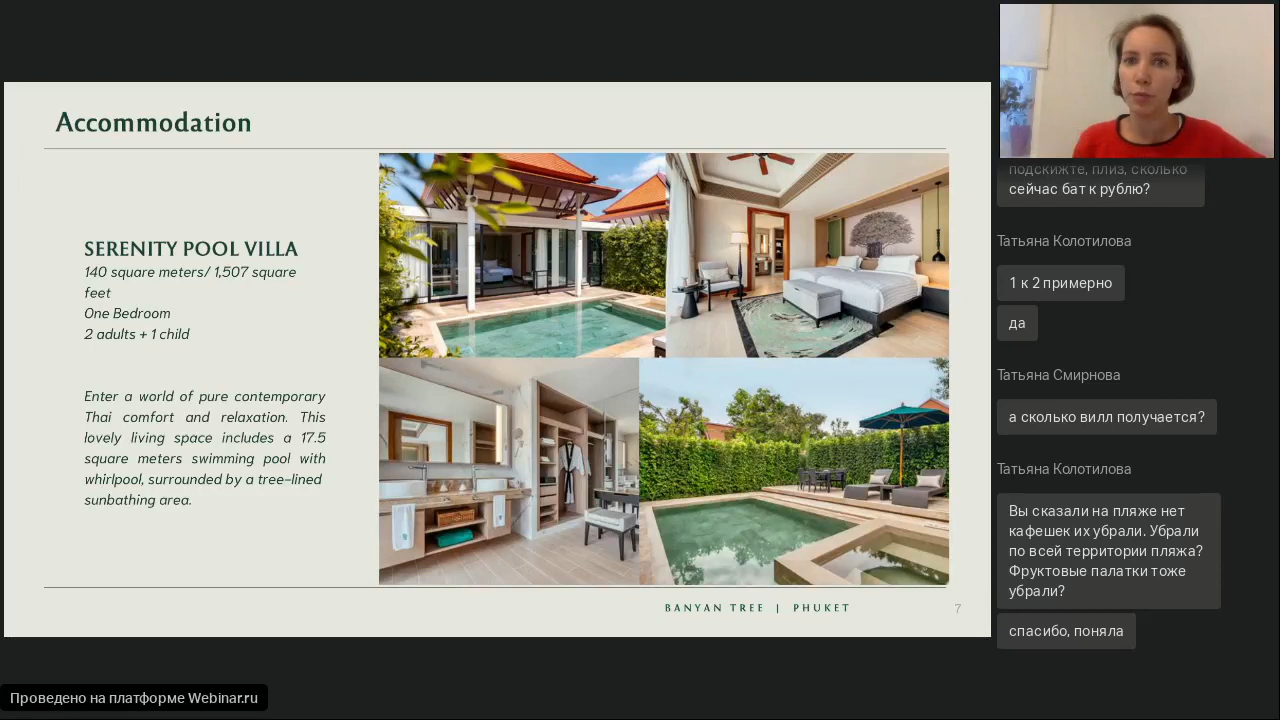 Accommodation
SERENITY POOL VILLA
140 square meters/ 1,507 square
feet
One Bedroom
2 adults + 1 child
Enter a world of pure contemporary
Thai comfort and relaxation. This
lovely living space includes a 17.5
square meters swimming pool with
whirlpool, surrounded by a tree-lined
sunbathing area.
BANYAN TREE | PHUKET
7
подскижте, плиз, сколько
сейчас бат к рублю?
Татьяна Колотилова
1 к 2 примерно
да
Татьяна Смирнова
а сколько вилл получается?
Татьяна Колотилова
Вы сказали на пляже нет
кафешек их убрали. Убрали
по всей территории пляжа?
Фруктовые палатки тоже
убрали?
спасибо, поняла
Проведено на платформе Webinar.ru